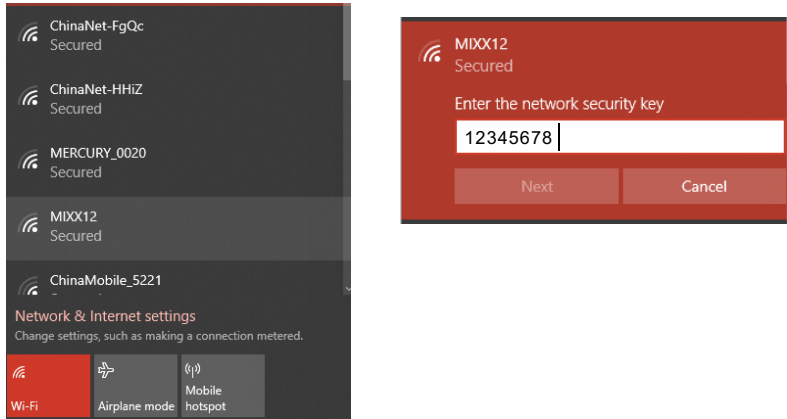 ChinaNet-FgQc
Secured
ChinaNet-HHiZ
Secured
MERCURY_0020
Secured
MIXX12
Secured
ChinaMobile_5221
Network & Internet settings
Change settings, such as making a connection metered.
Wi-Fi
Airplane mode
Mobile
hotspot
MIXX12
Secured
Enter the network security key
12345678
Next
Cancel